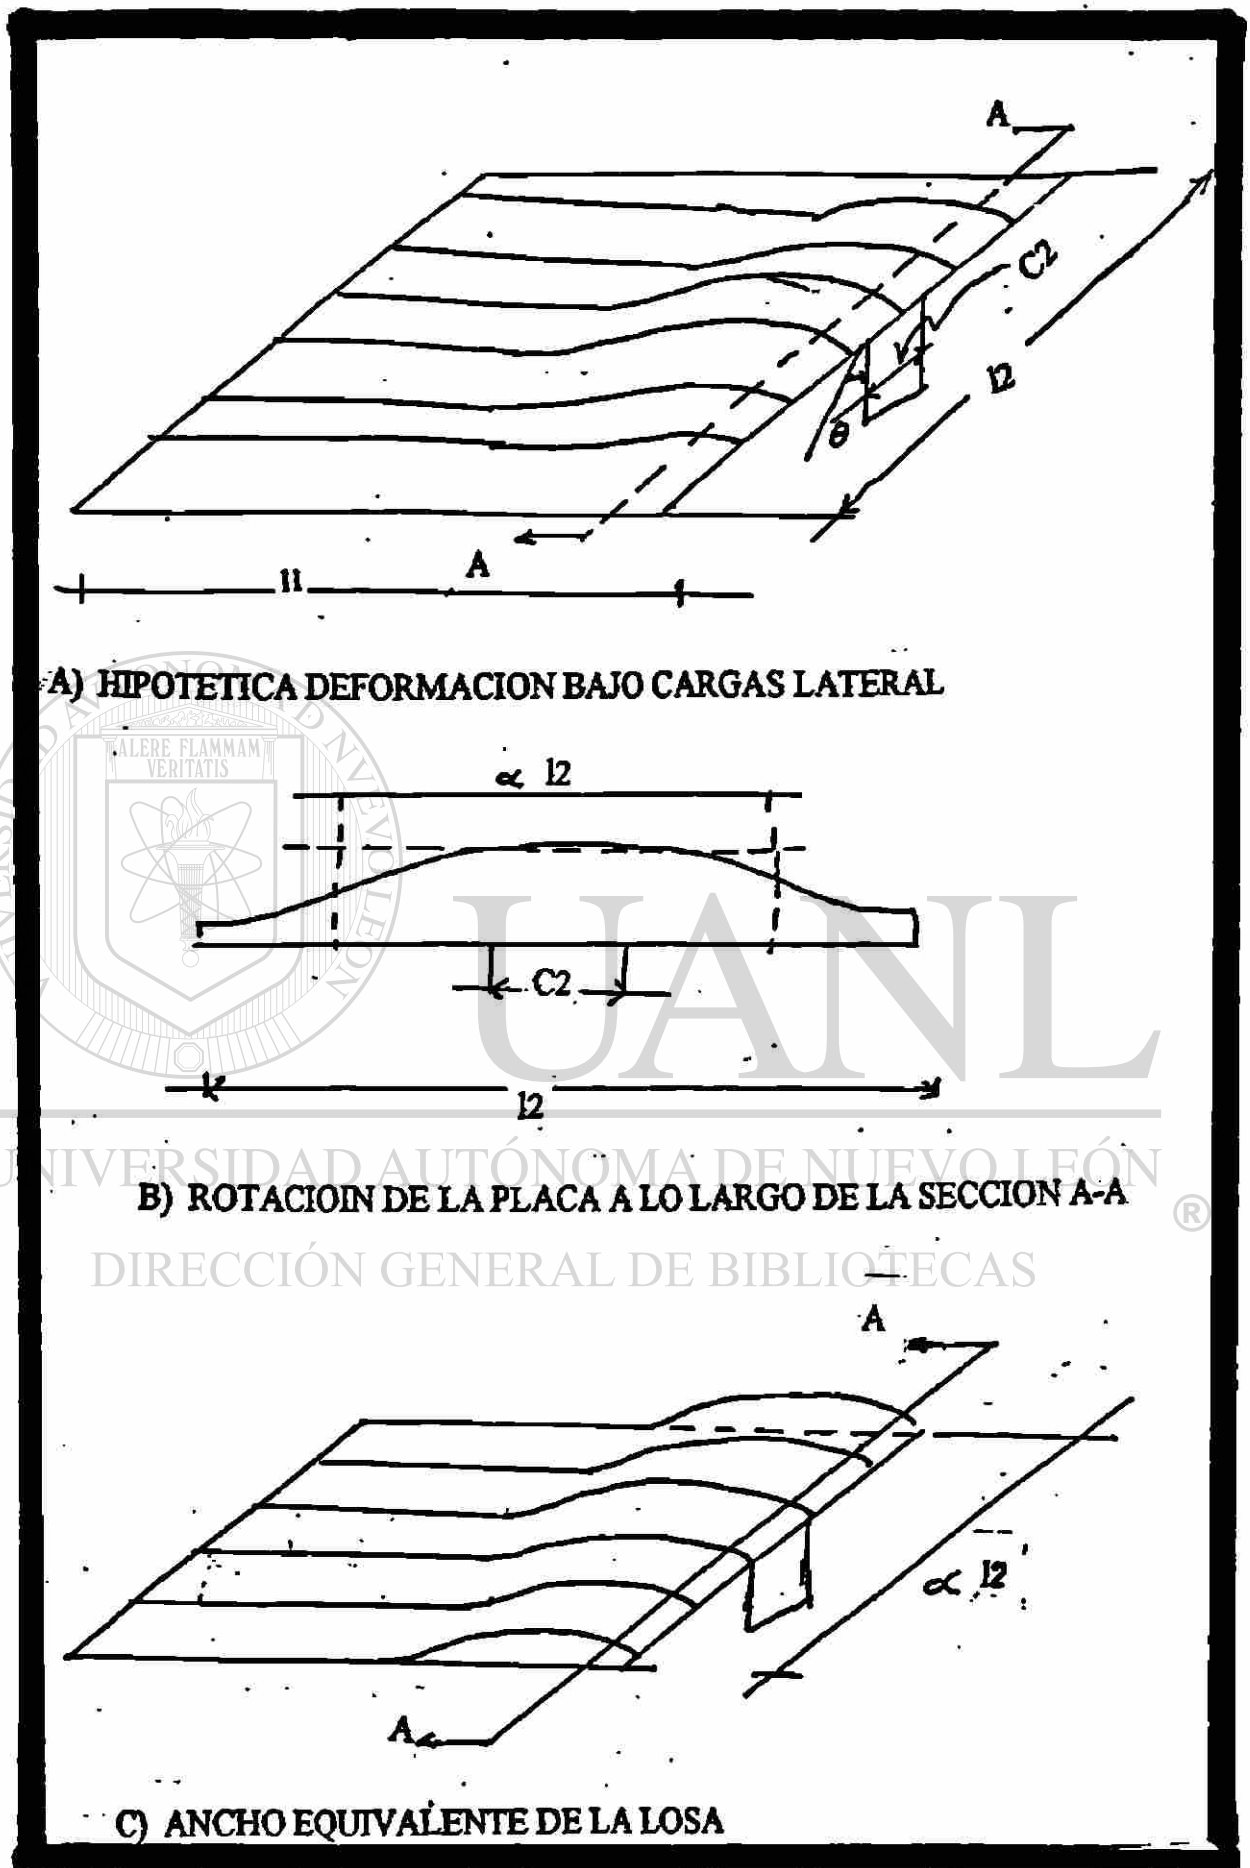 A
C2
l2
θ
A
l1
A) HIPOTETICA DEFORMACION BAJO CARGAS LATERAL
ALERE FLAMMAM
VERITATIS
∝ l2
C2
l2
UANL
UNIVERSIDAD AUTÓNOMA DE NUEVO LEÓN
B) ROTACIOIN DE LA PLACA A LO LARGO DE LA SECCION A-A
®
DIRECCIÓN GENERAL DE BIBLIOTECAS
A
∝ l2
A
C) ANCHO EQUIVALENTE DE LA LOSA